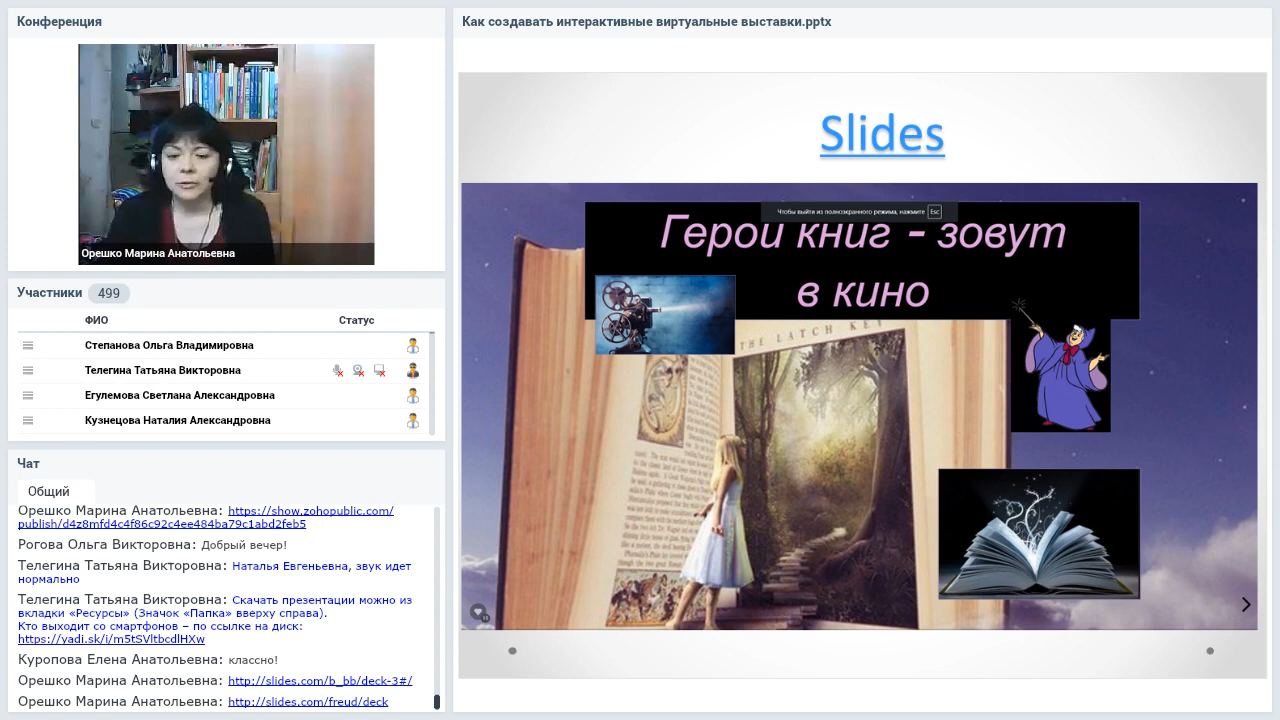 Конференция
Орешко Марина Анатольевна
Участники 499
ФИО Статус
Степанова Ольга Владимировна
Телегина Татьяна Викторовна
Егулемова Светлана Александровна
Кузнецова Наталия Александровна
Чат
Общий
Орешко Марина Анатольевна: https://show.zohopublic.com/
publish/d4z8mfd4c4f86c92c4ee484ba79c1abd2feb5
Рогова Ольга Викторовна: Добрый вечер!
Телегина Татьяна Викторовна: Наталья Евгеньевна, звук идет
нормально
Телегина Татьяна Викторовна: Скачать презентации можно из
вкладки «Ресурсы» (Значок «Папка» вверху справа).
Кто выходит со смартфонов – по ссылке на диск:
https://yadi.sk/i/m5tSVltbcdlHXw
Куропова Елена Анатольевна: классно!
Орешко Марина Анатольевна: http://slides.com/b_bb/deck-3#/
Орешко Марина Анатольевна: http://slides.com/freud/deck
Как создавать интерактивные виртуальные выставки.pptx
Slides
Чтобы выйти из полноэкранного режима, нажмите Esc
Герои книг - зовут
в кино
THE LATCH KEY